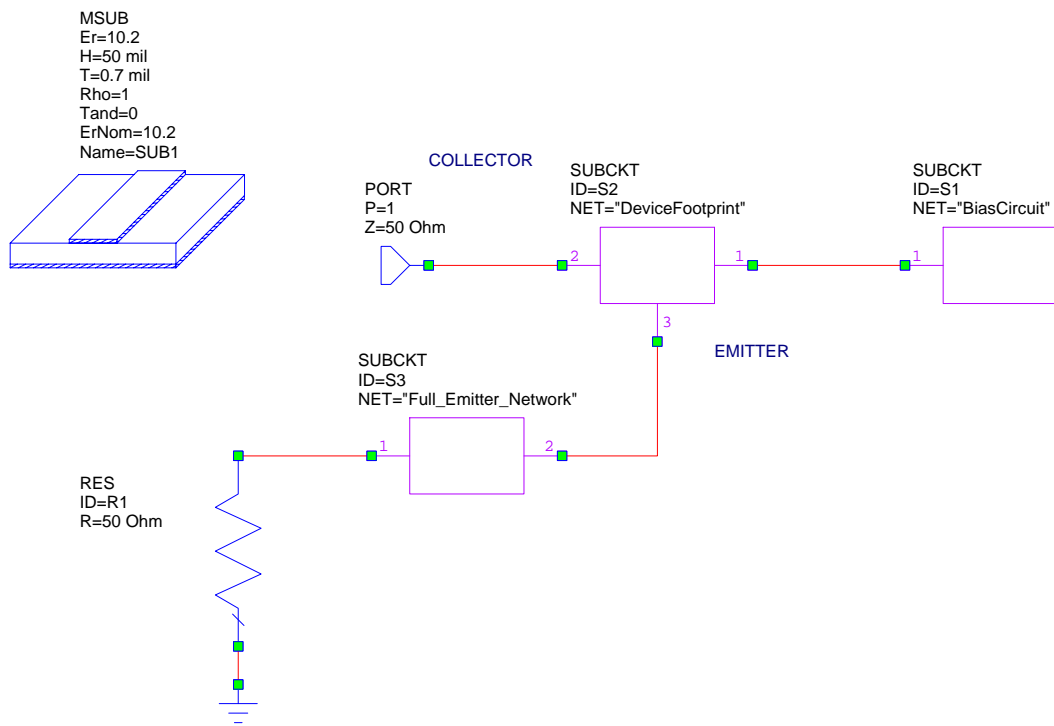 MSUB
Er=10.2
H=50 mil
T=0.7 mil
Rho=1
Tand=0
ErNom=10.2
Name=SUB1
COLLECTOR
PORT
P=1
Z=50 Ohm
SUBCKT
ID=S2
NET="DeviceFootprint"
2
1
3
SUBCKT
ID=S1
NET="BiasCircuit"
1
EMITTER
SUBCKT
ID=S3
NET="Full_Emitter_Network"
1
2
RES
ID=R1
R=50 Ohm